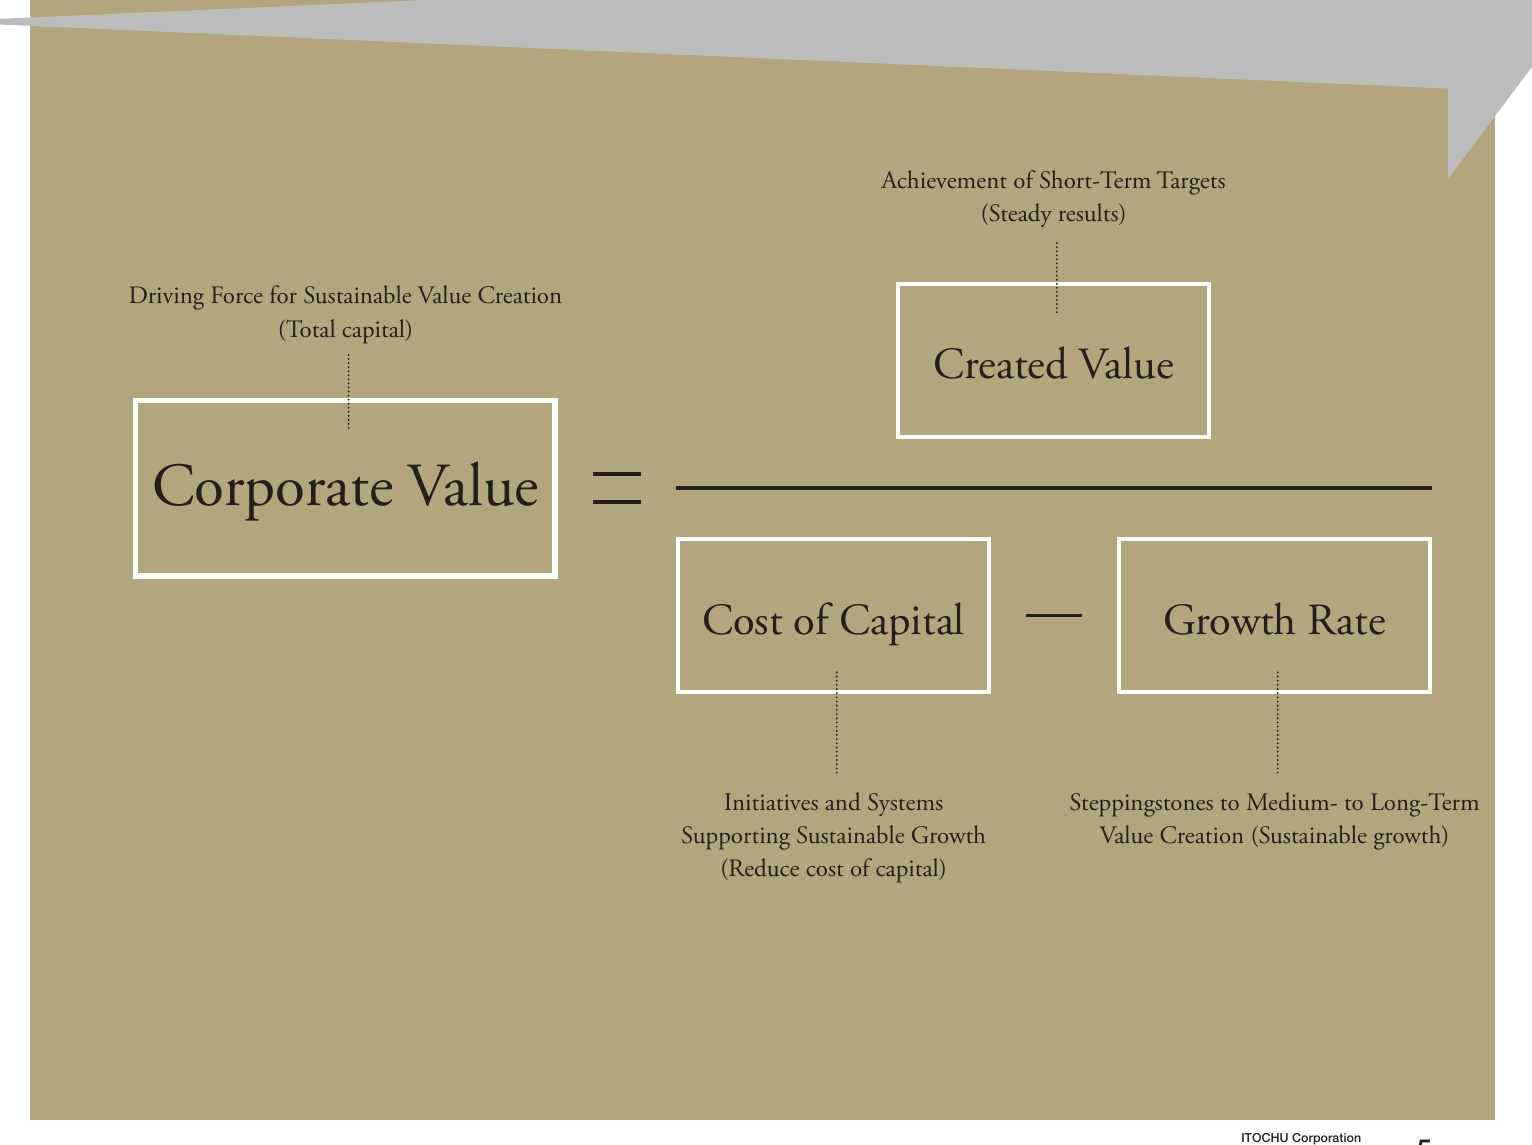 Achievement of Short-Term Targets
(Steady results)
Driving Force for Sustainable Value Creation
(Total capital)
Created Value
Corporate Value
=
Cost of Capital — Growth Rate
Initiatives and Systems
Supporting Sustainable Growth
(Reduce cost of capital)
Steppingstones to Medium- to Long-Term
Value Creation (Sustainable growth)
ITOCHU Corporation